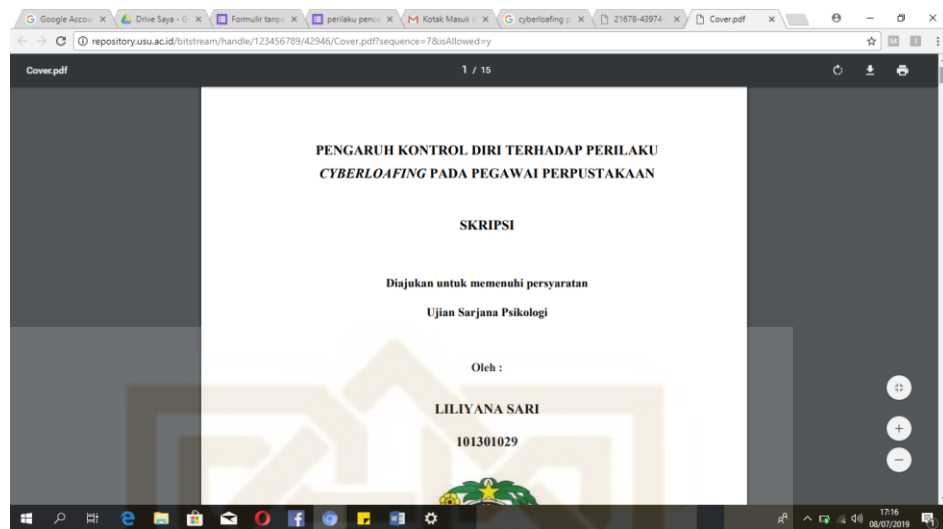 Google Accou
Drive Saya - G
Formulir tanpa
perilaku penca
Kotak Masuk
cyberloafing p
21678-43974-
Cover.pdf
repository.usu.ac.id/bitstream/handle/123456789/42946/Cover.pdf?sequence=7&isAllowed=y
Cover.pdf
1 / 15
PENGARUH KONTROL DIRI TERHADAP PERILAKU
CYBERLOAFING PADA PEGAWAI PERPUSTAKAAN
SKRIPSI
Diajukan untuk memenuhi persyaratan
Ujian Sarjana Psikologi
Oleh :
LILIYANA SARI
101301029
17:16
08/07/2019